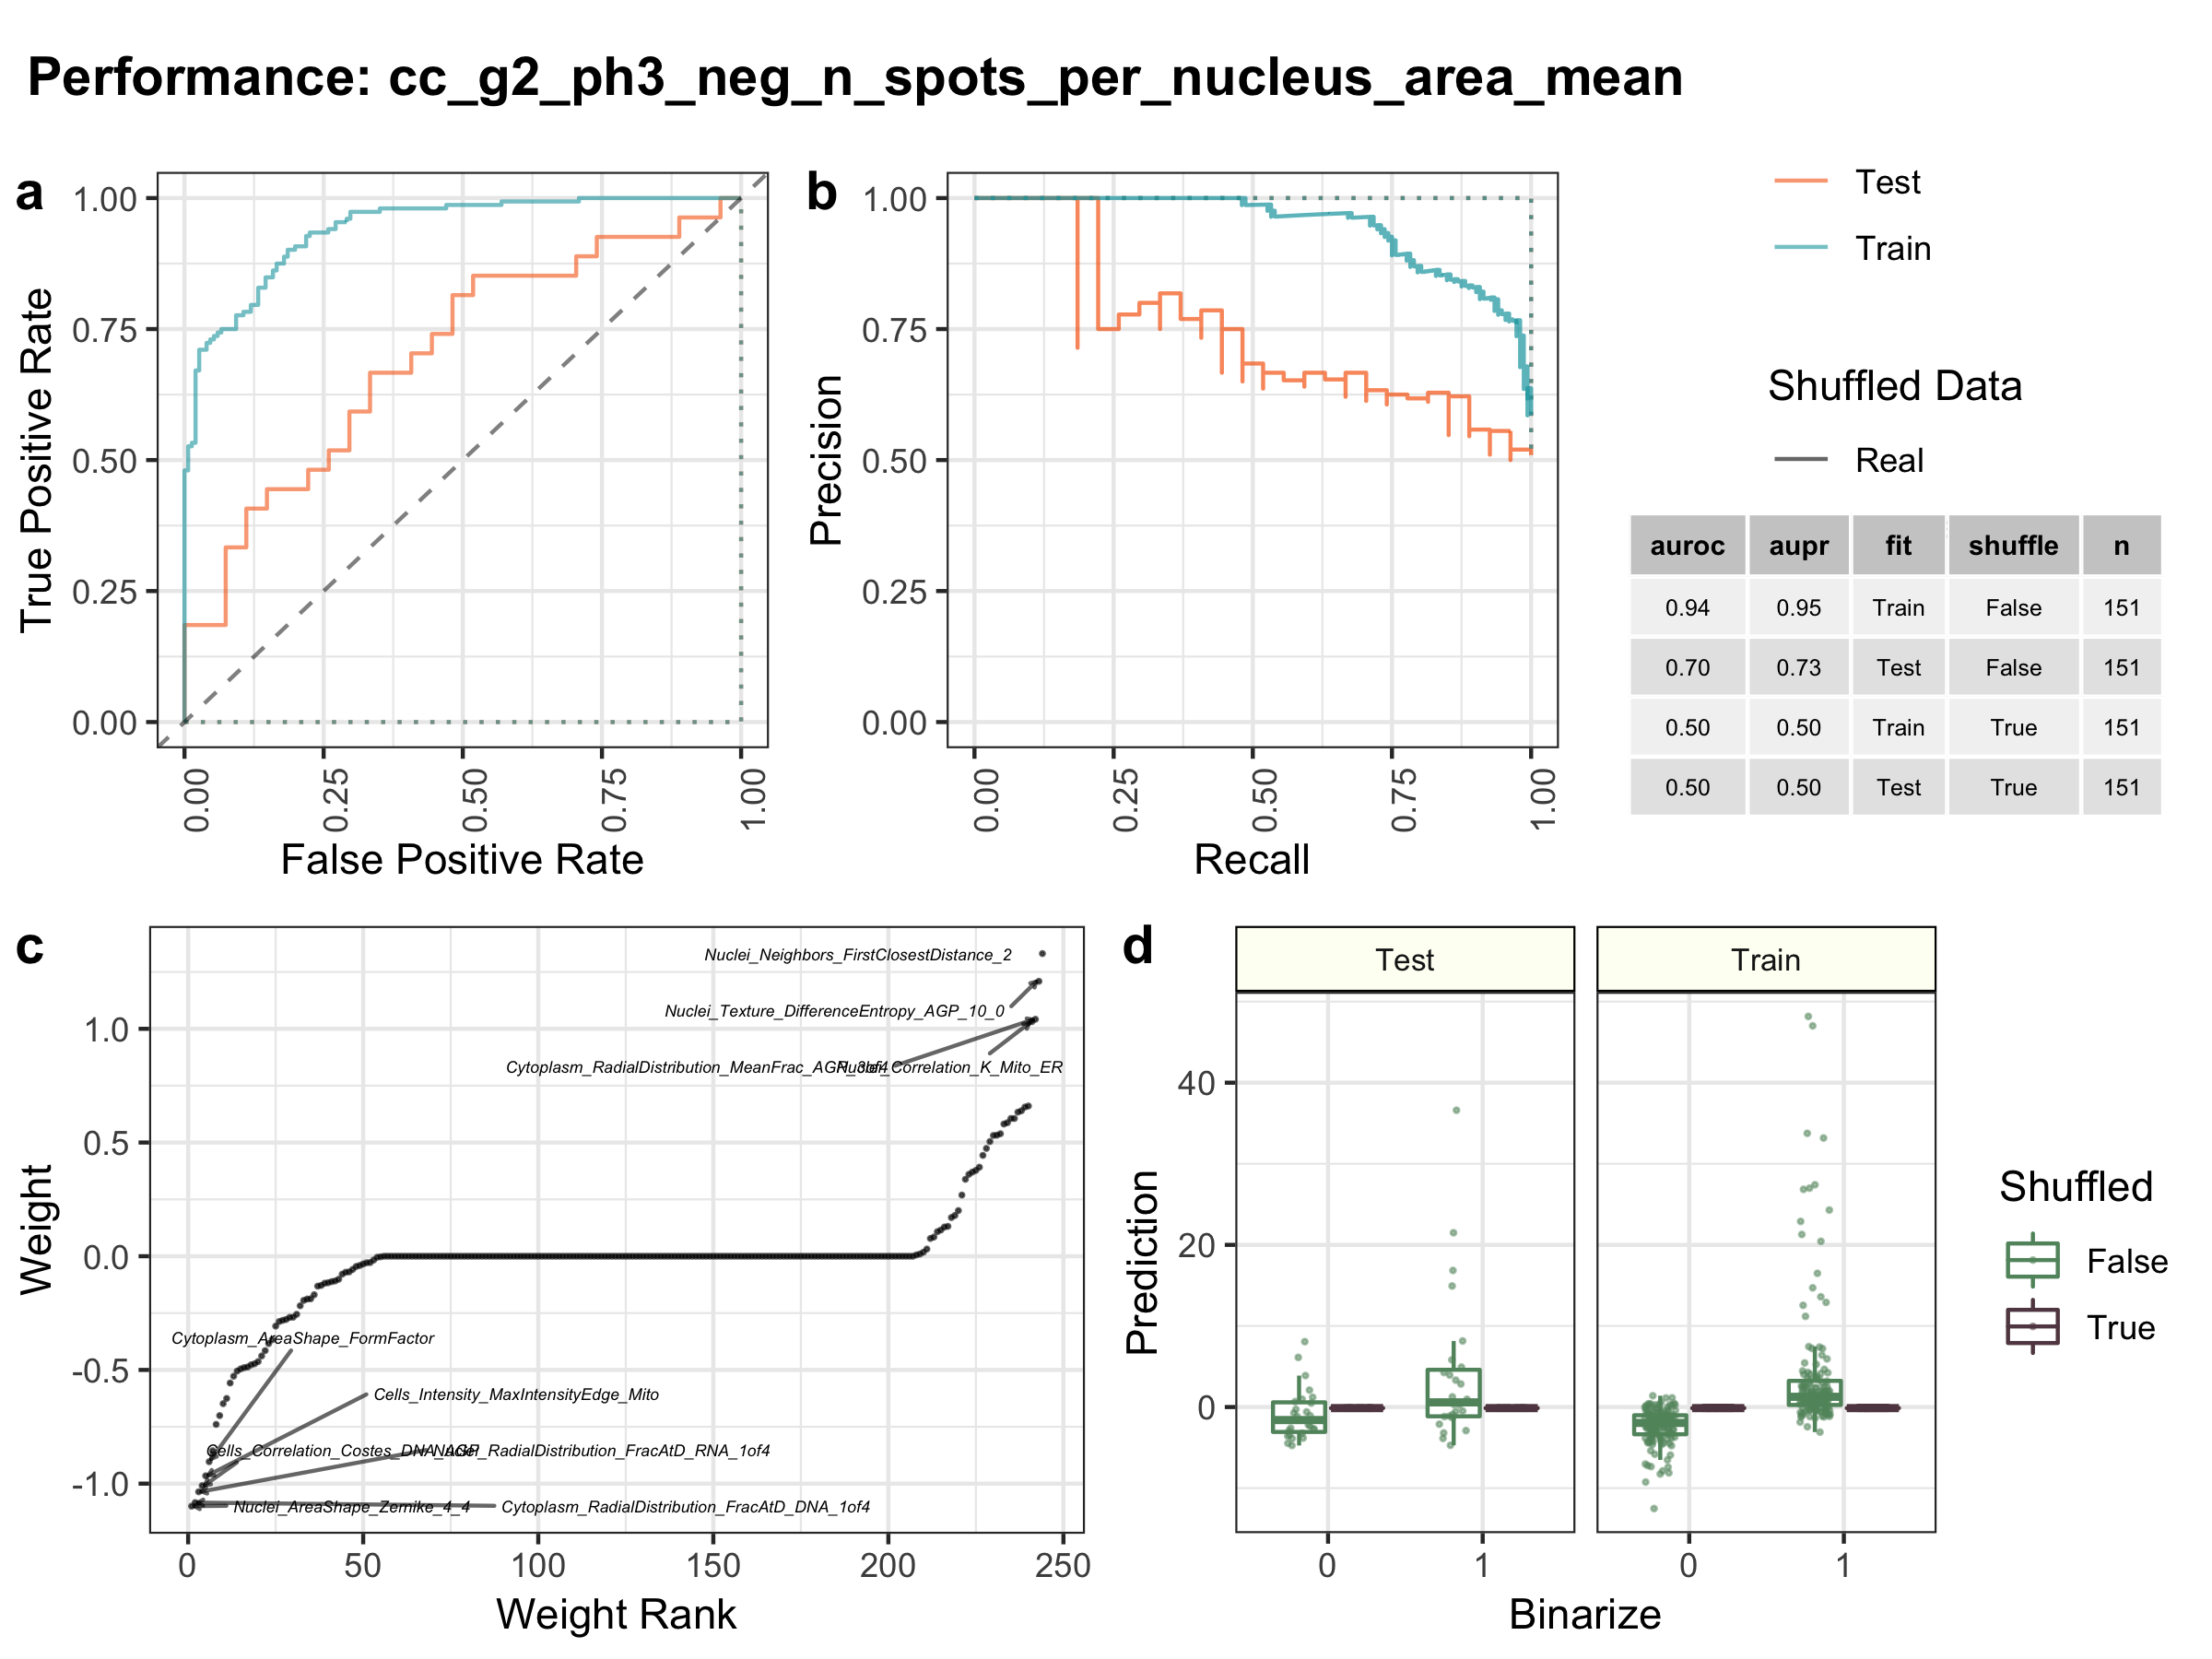 Performance: cc_g2_ph3_neg_n_spots_per_nucleus_area_mean
a
1.00
0.75
0.50
0.25
0.00
True Positive Rate
0.00
0.25
0.50
0.75
1.00
False Positive Rate
b
1.00
0.75
0.50
0.25
0.00
Precision
0.00
0.25
0.50
0.75
1.00
Recall
Test
Train
Shuffled Data
Real
auroc aupr fit shuffle n
0.94 0.95 Train False 151
0.70 0.73 Test False 151
0.50 0.50 Train True 151
0.50 0.50 Test True 151
c
1.0
0.5
0.0
-0.5
-1.0
Weight
Nuclei_Neighbors_FirstClosestDistance_2
Nuclei_Texture_DifferenceEntropy_AGP_10_0
Cytoplasm_RadialDistribution_MeanFrac_AGP_3of4
Nuclei_Correlation_K_Mito_ER
Cytoplasm_AreaShape_FormFactor
Cells_Intensity_MaxIntensityEdge_Mito
Cells_Correlation_Costes_DNA_AGP
Nuclei_RadialDistribution_FracAtD_RNA_1of4
Nuclei_AreaShape_Zernike_4_4
Cytoplasm_RadialDistribution_FracAtD_DNA_1of4
0
50
100
150
200
250
Weight Rank
d
Test
Train
40
20
0
Prediction
0
1
0
1
Binarize
Shuffled
False
True